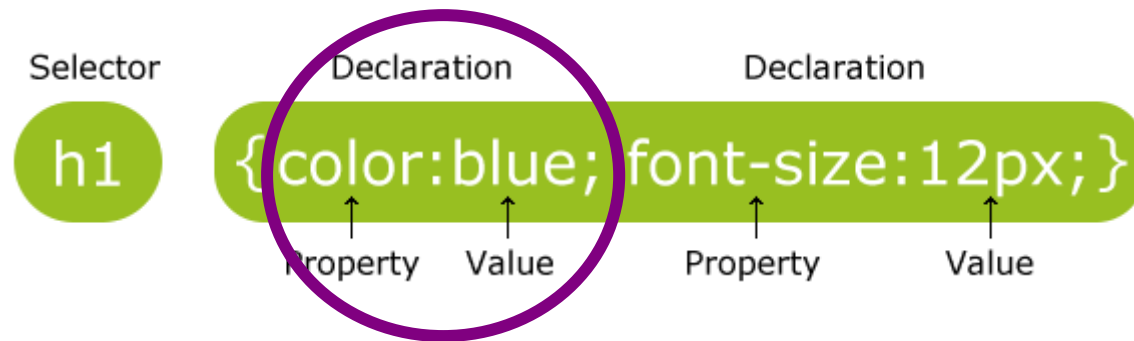 Selector Declaration Declaration
h1 {color:blue; font-size:12px;}
Property Value Property Value